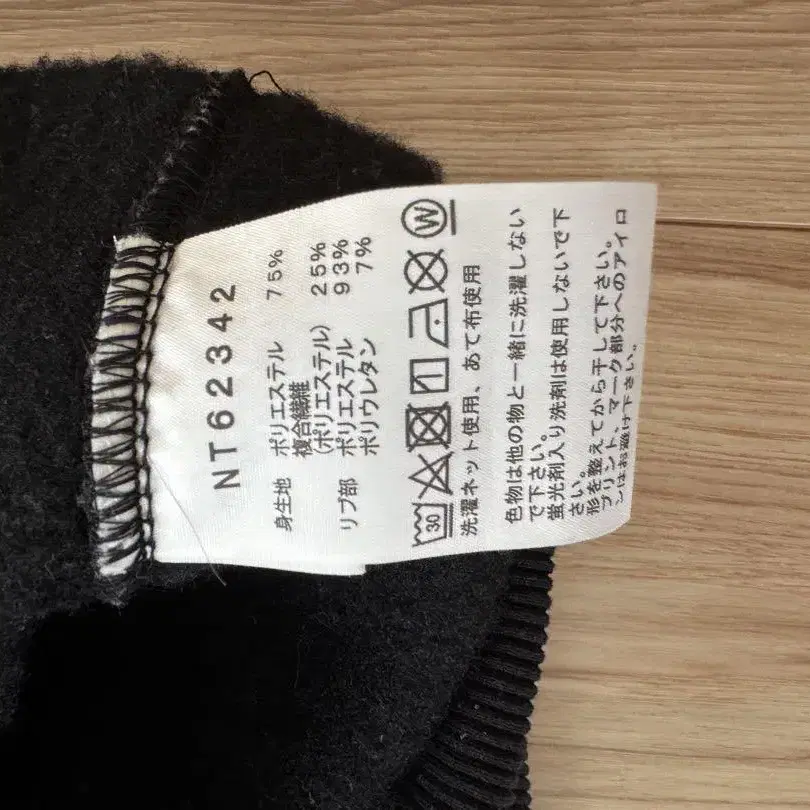 NT62342
身生地 ポリエステル 75%
複合繊維
(ポリエステル) 25%
リブ部 ポリエステル 93%
ポリウレタン 7%
30 W
洗濯ネット使用、あて布使用
色物は他の物と一緒に洗濯しない
で下さい。
蛍光剤入り洗剤は使用しないで下
さい。
形を整えてから干して下さい。
プリント、マーク部分へのアイロ
ンはお避け下さい。